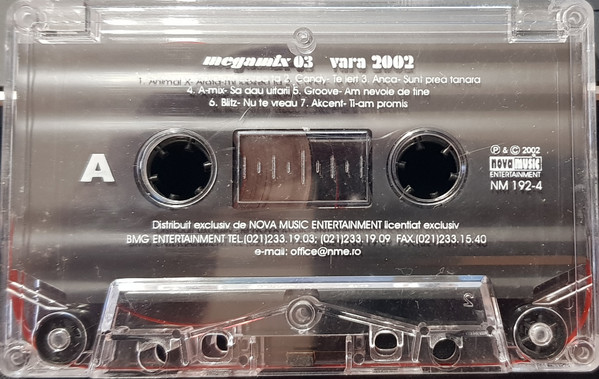 megamix 03 vara 2002
1. Animal X- Arata-mi 2. Candy- Te iert 3. Anca- Sunt prea tanara
4. A-mix- Sa dau uitarii 5. Groove- Am nevoie de tine
6. Blitz- Nu te vreau 7. Akcent- Ti-am promis
A
℗ & © 2002
nova music
ENTERTAINMENT
NM 192-4
Distribuit exclusiv de NOVA MUSIC ENTERTAINMENT licentiat exclusiv
BMG ENTERTAINMENT TEL.(021)233.19.03; (021)233.19.09 FAX.(021)233.15.40
e-mail: office@nme.ro
2